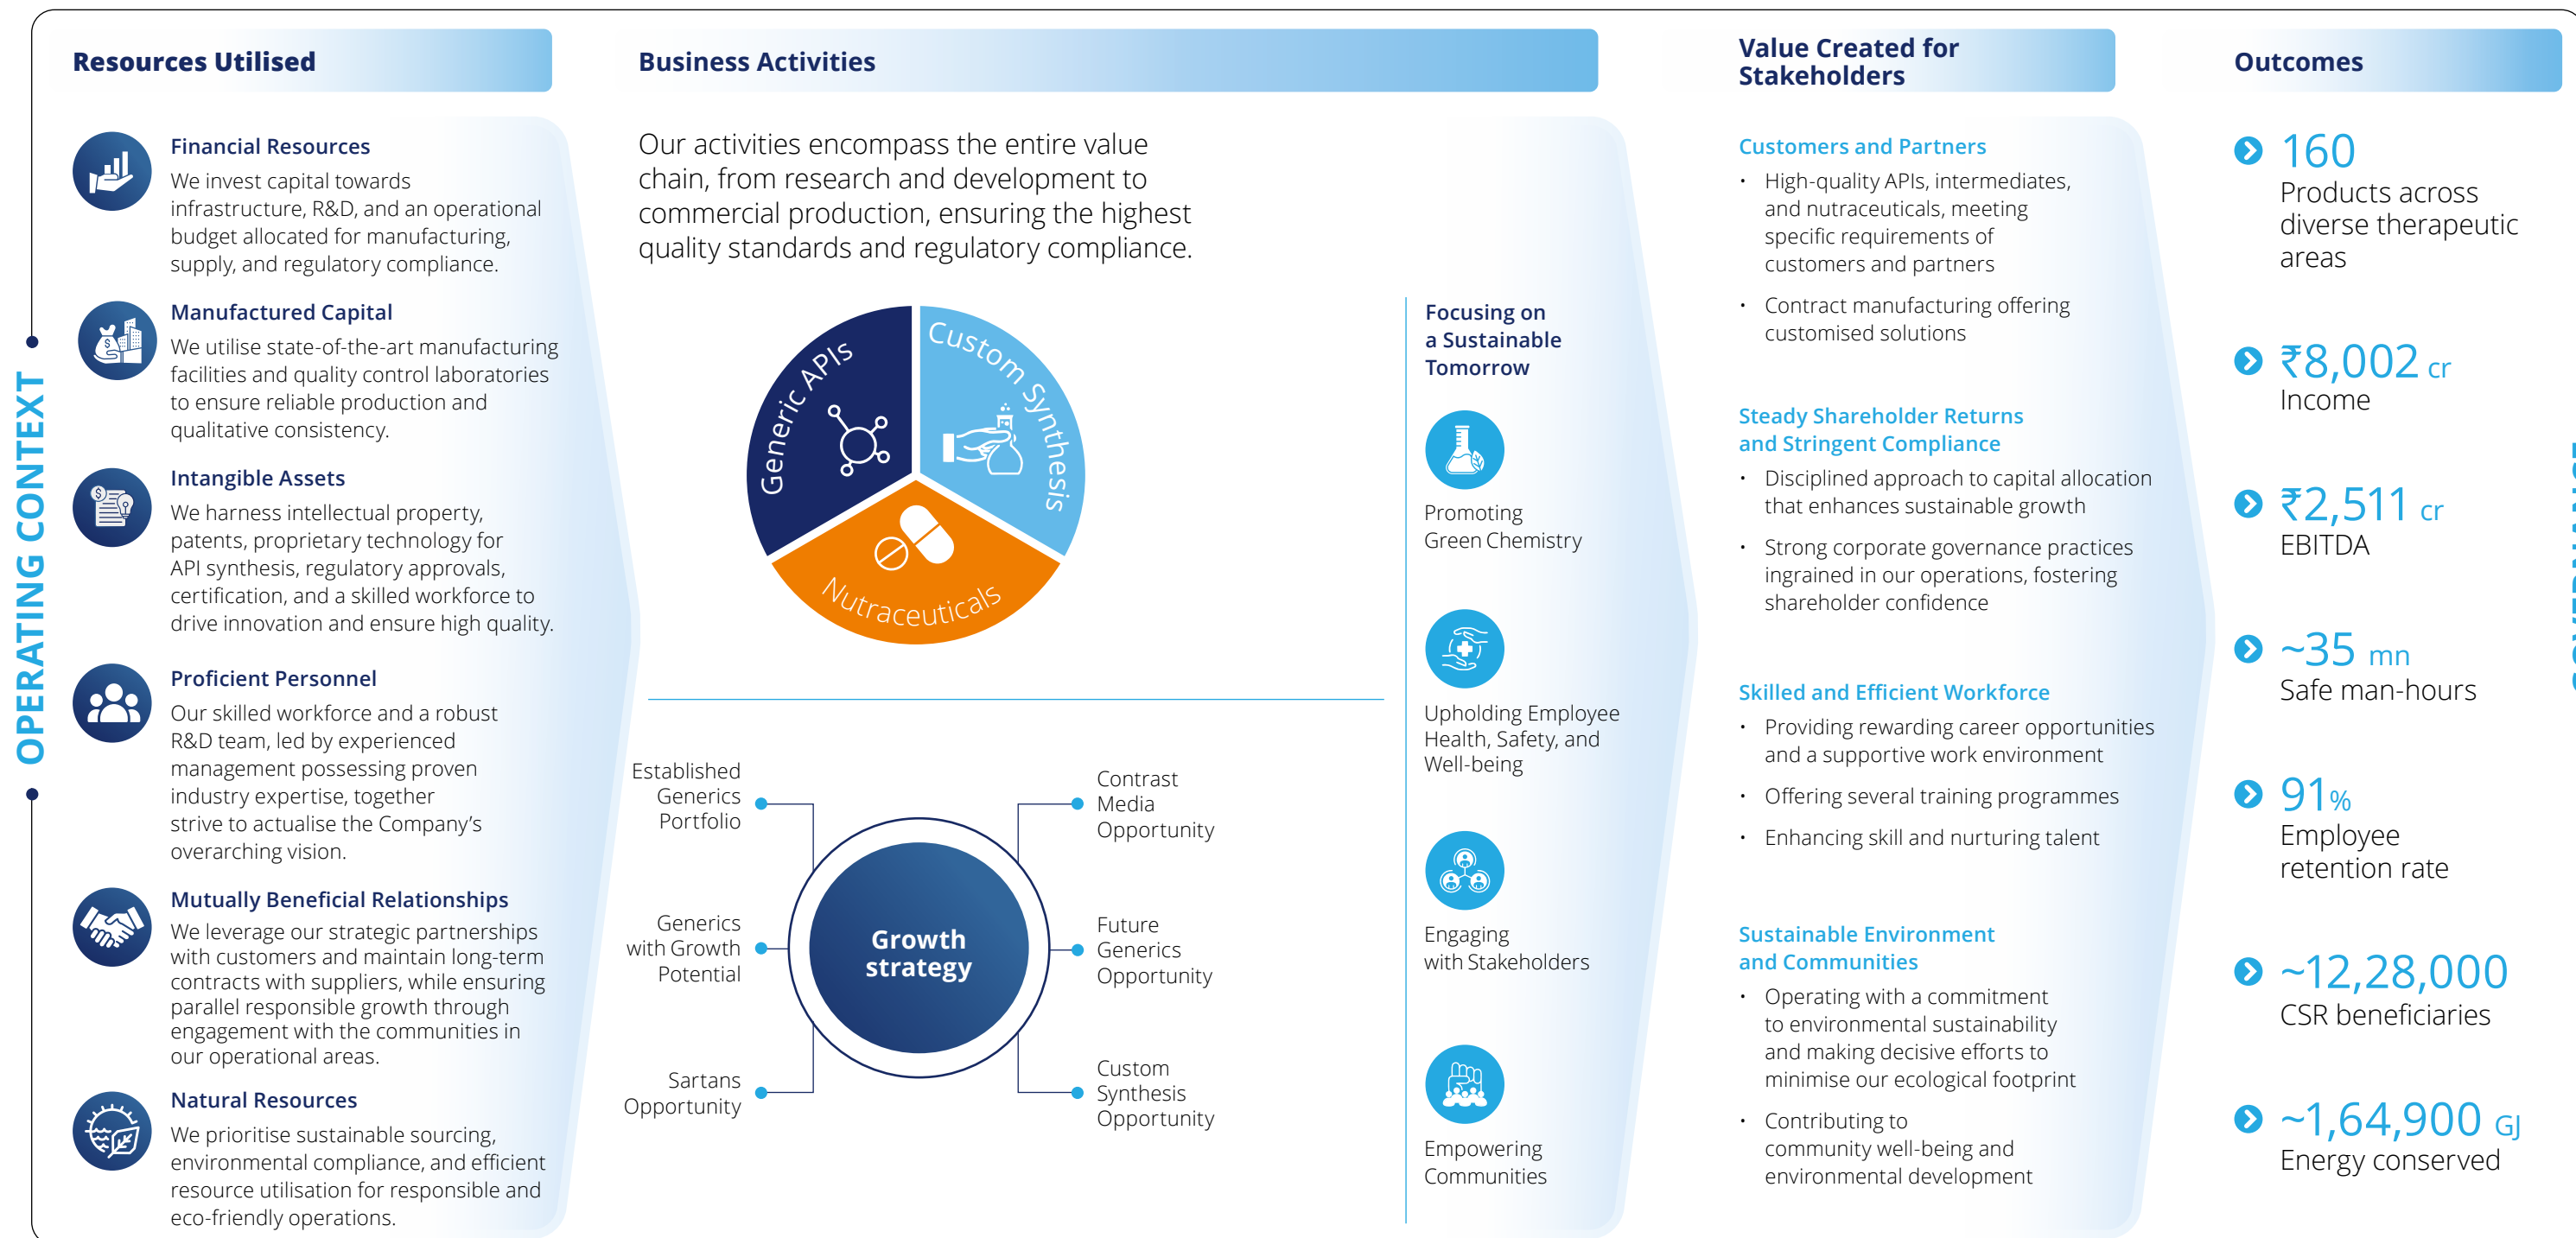 OPERATING CONTEXT
Resources Utilised
Financial Resources
We invest capital towards
infrastructure, R&D, and an operational
budget allocated for manufacturing,
supply, and regulatory compliance.
Manufactured Capital
We utilise state-of-the-art manufacturing
facilities and quality control laboratories
to ensure reliable production and
qualitative consistency.
Intangible Assets
We harness intellectual property,
patents, proprietary technology for
API synthesis, regulatory approvals,
certification, and a skilled workforce to
drive innovation and ensure high quality.
Proficient Personnel
Our skilled workforce and a robust
R&D team, led by experienced
management possessing proven
industry expertise, together
strive to actualise the Company's
overarching vision.
Mutually Beneficial Relationships
We leverage our strategic partnerships
with customers and maintain long-term
contracts with suppliers, while ensuring
parallel responsible growth through
engagement with the communities in
our operational areas.
Natural Resources
We prioritise sustainable sourcing,
environmental compliance, and efficient
resource utilisation for responsible and
eco-friendly operations.
Business Activities
Our activities encompass the entire value
chain, from research and development to
commercial production, ensuring the highest
quality standards and regulatory compliance.
Generic APIs
Custom Synthesis
Nutraceuticals
Established
Generics
Portfolio
Generics
with Growth
Potential
Sartans
Opportunity
Growth
strategy
Contrast
Media
Opportunity
Future
Generics
Opportunity
Custom
Synthesis
Opportunity
Focusing on
a Sustainable
Tomorrow
Promoting
Green Chemistry
Upholding Employee
Health, Safety, and
Well-being
Engaging
with Stakeholders
Empowering
Communities
Value Created for
Stakeholders
Customers and Partners
• High-quality APIs, intermediates,
and nutraceuticals, meeting
specific requirements of
customers and partners
• Contract manufacturing offering
customised solutions
Steady Shareholder Returns
and Stringent Compliance
• Disciplined approach to capital allocation
that enhances sustainable growth
• Strong corporate governance practices
ingrained in our operations, fostering
shareholder confidence
Skilled and Efficient Workforce
• Providing rewarding career opportunities
and a supportive work environment
• Offering several training programmes
• Enhancing skill and nurturing talent
Sustainable Environment
and Communities
• Operating with a commitment
to environmental sustainability
and making decisive efforts to
minimise our ecological footprint
• Contributing to
community well-being and
environmental development
Outcomes
160
Products across
diverse therapeutic
areas
₹8,002 cr
Income
₹2,511 cr
EBITDA
~35 mn
Safe man-hours
91%
Employee
retention rate
~12,28,000
CSR beneficiaries
~1,64,900 GJ
Energy conserved